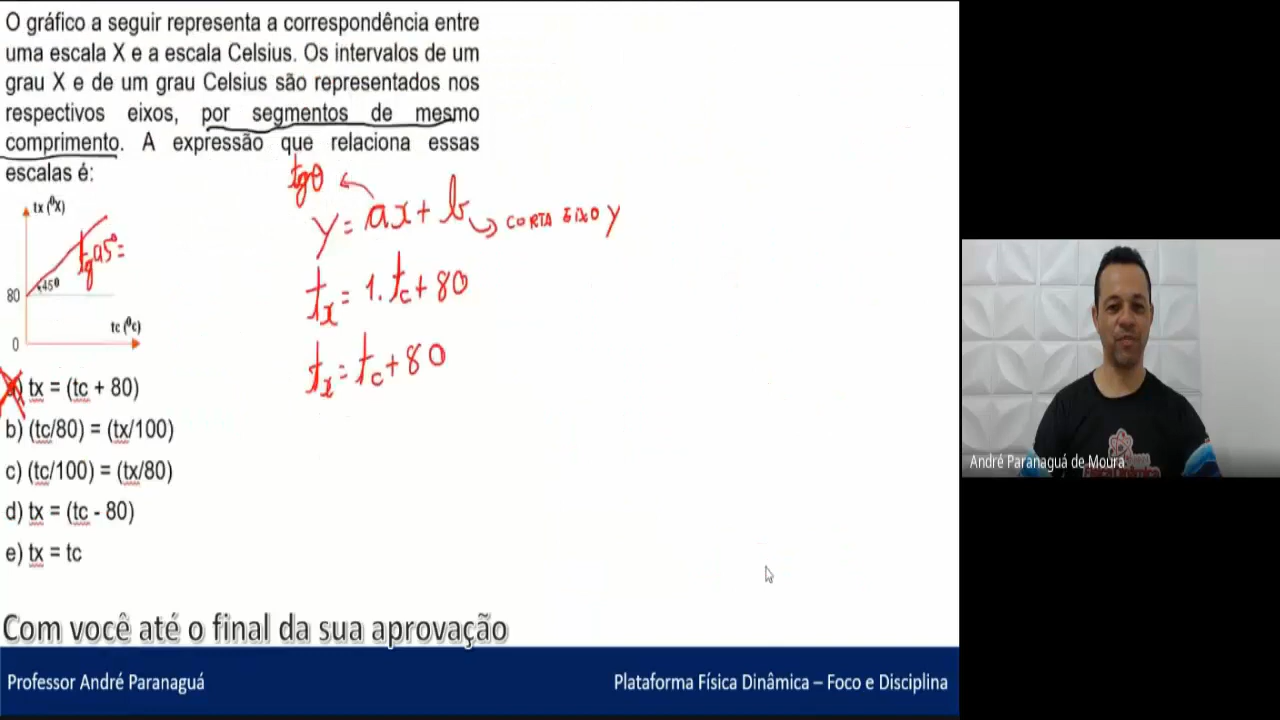 O gráfico a seguir representa a correspondência entre
uma escala X e a escala Celsius. Os intervalos de um
grau X e de um grau Celsius são representados nos
respectivos eixos, por segmentos de mesmo
comprimento. A expressão que relaciona essas
escalas é:
tx (⁰X)
tg45⁰=
45⁰
80
tc (⁰c)
0
tgθ
y = ax + b
CORTA EIXO y
tx = 1. tc + 80
tx = tc + 80
a) tx = (tc + 80)
b) (tc/80) = (tx/100)
c) (tc/100) = (tx/80)
d) tx = (tc - 80)
e) tx = tc
Com você até o final da sua aprovação
Professor André Paranaguá
Plataforma Física Dinâmica – Foco e Disciplina
André Paranaguá de Moura